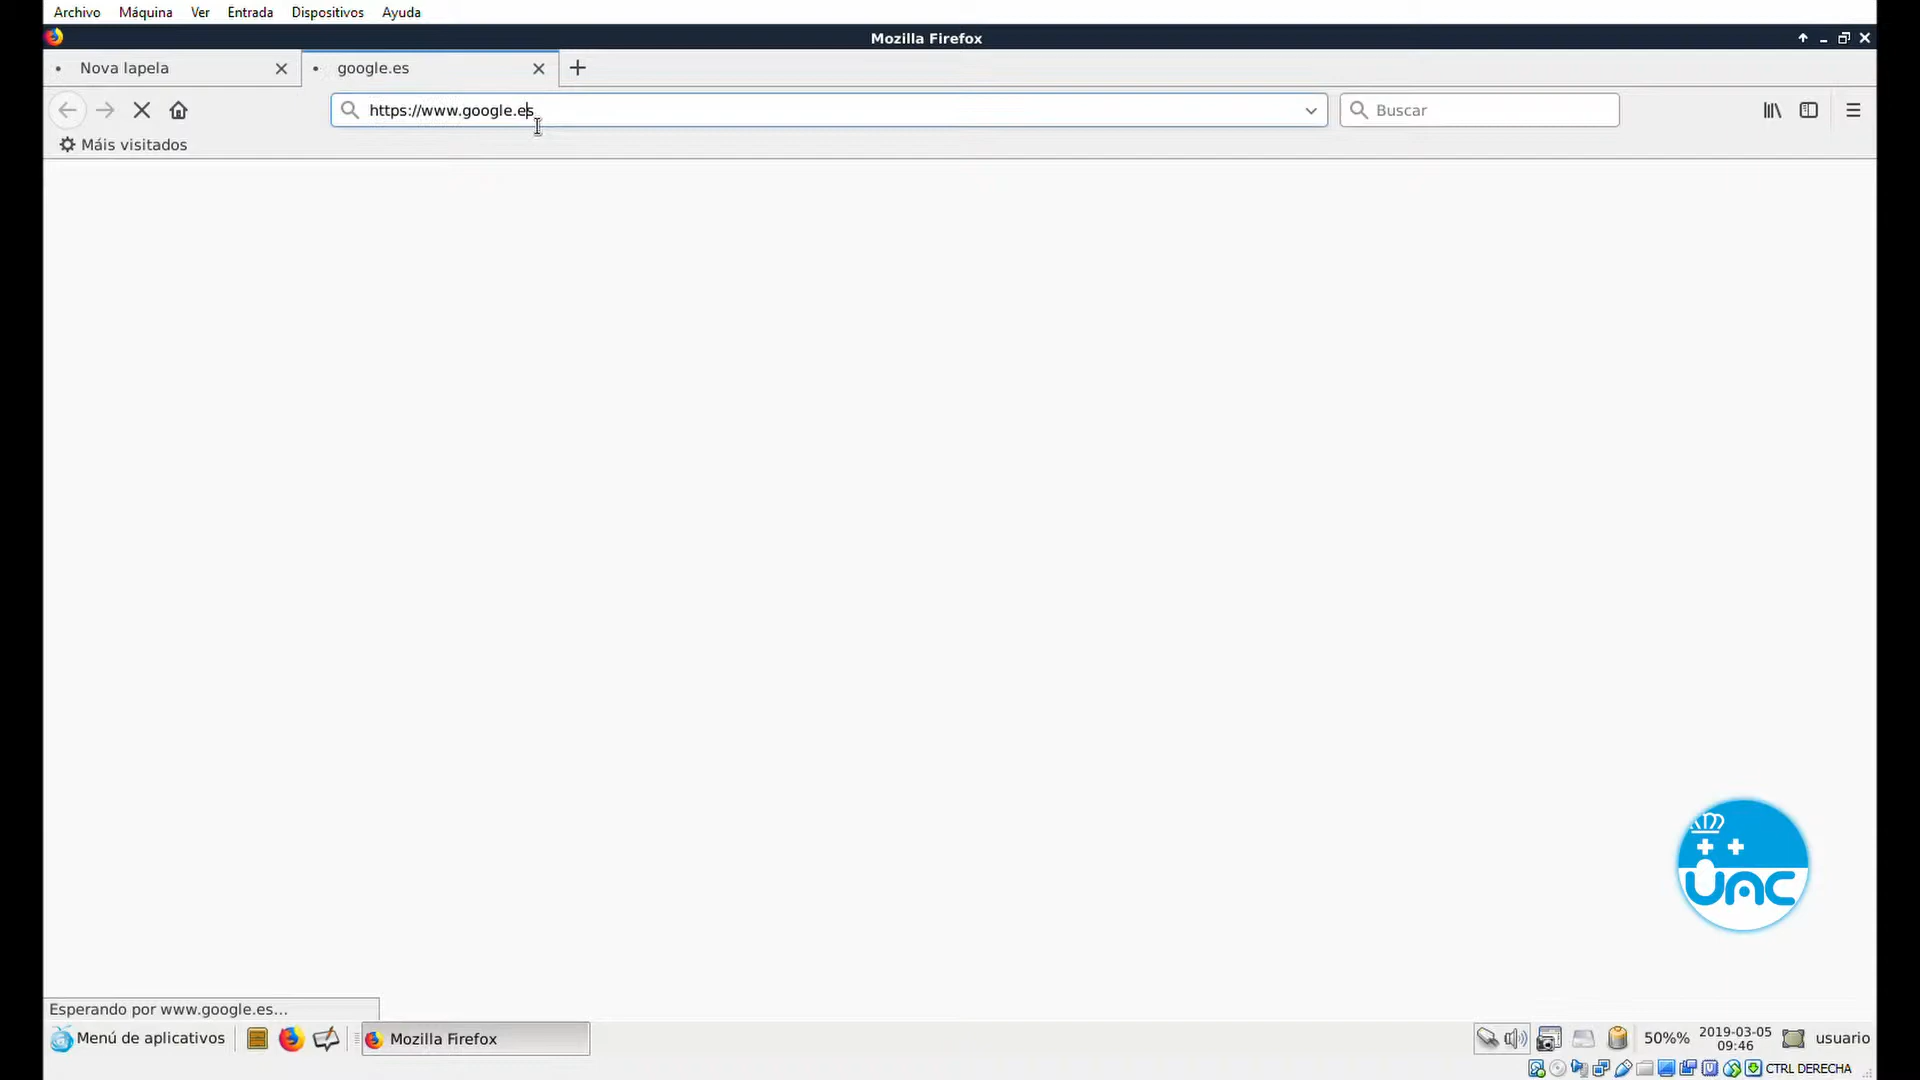 Archivo Máquina Ver Entrada Dispositivos Ayuda
Mozilla Firefox
Nova lapela
google.es
https://www.google.es
Buscar
Máis visitados
UAC
Esperando por www.google.es...
Menú de aplicativos
Mozilla Firefox
50%%
2019-03-05
09:46
usuario
CTRL DERECHA